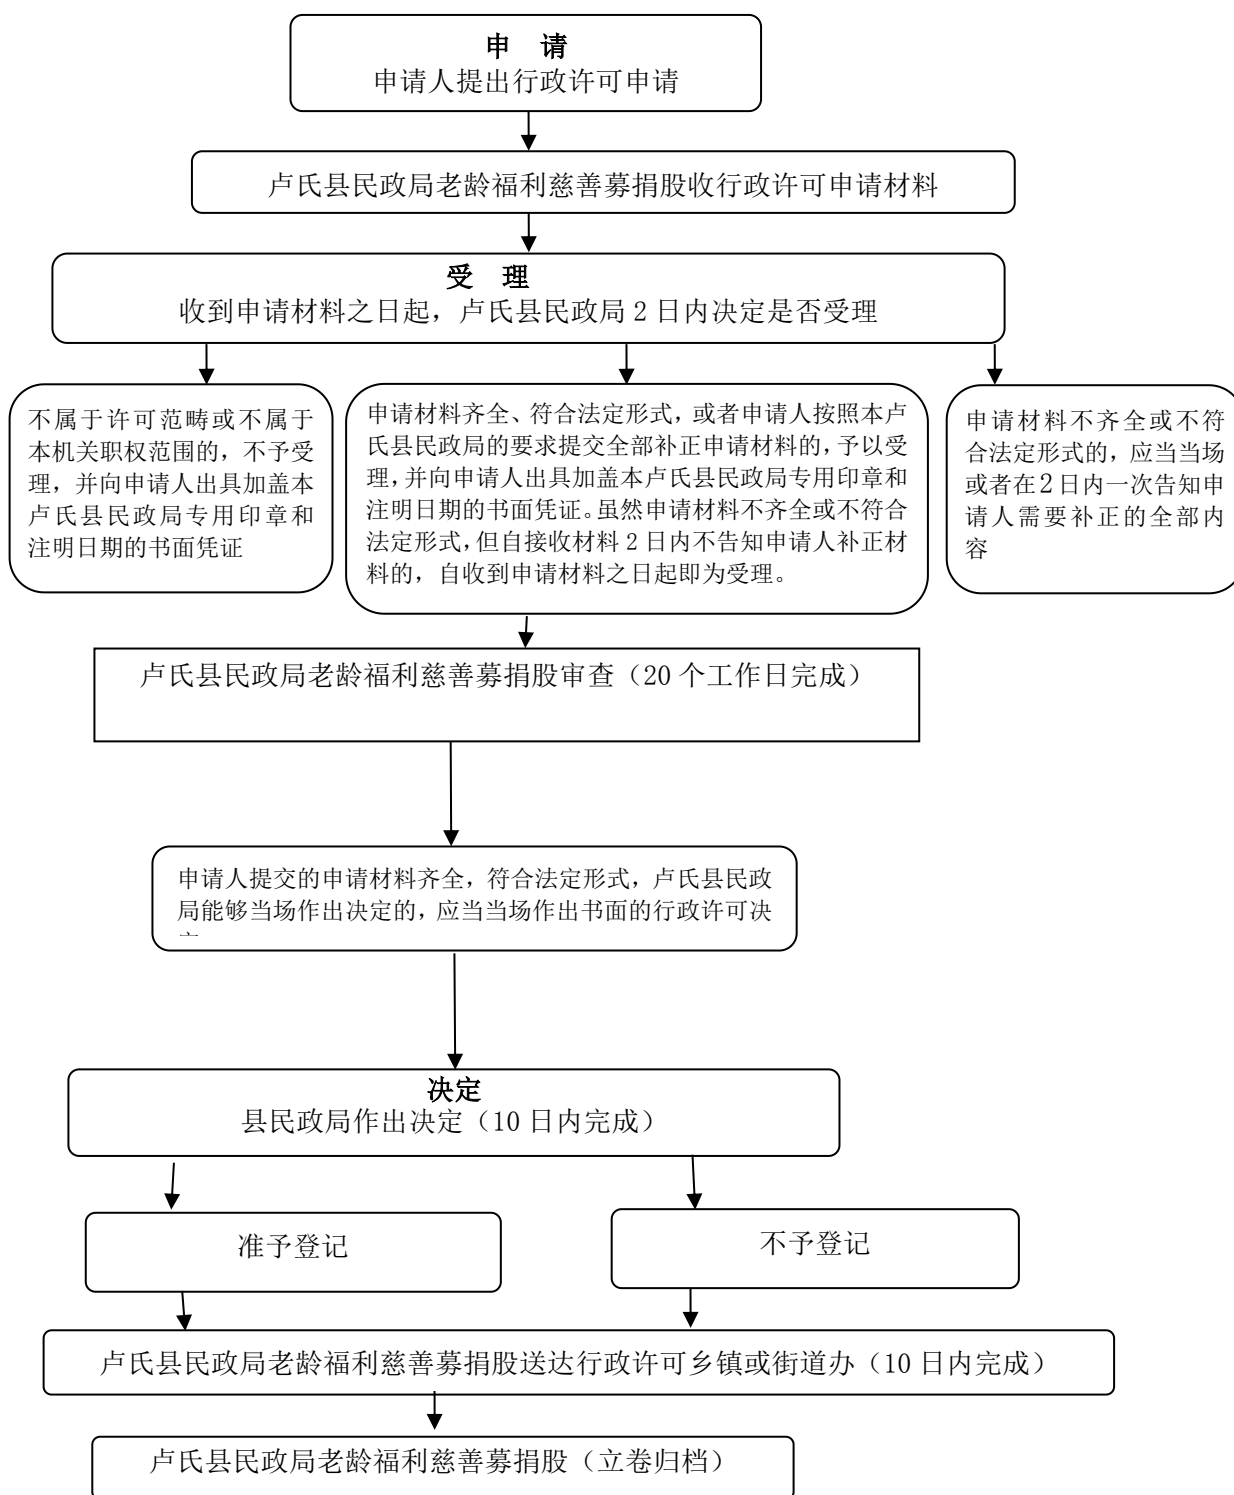 申 请
申请人提出行政许可申请
卢氏县民政局老龄福利慈善募捐股收行政许可申请材料
受 理
收到申请材料之日起，卢氏县民政局 2 日内决定是否受理
不属于许可范畴或不属于
本机关职权范围的，不予受
理，并向申请人出具加盖本
卢氏县民政局专用印章和
注明日期的书面凭证
申请材料齐全、符合法定形式，或者申请人按照本卢
氏县民政局的要求提交全部补正申请材料的，予以受
理，并向申请人出具加盖本卢氏县民政局专用印章和
注明日期的书面凭证。虽然申请材料不齐全或不符合
法定形式，但自接收材料 2 日内不告知申请人补正材
料的，自收到申请材料之日起即为受理。
申请材料不齐全或不符
合法定形式的，应当当场
或者在2日内一次告知申
请人需要补正的全部内
容
卢氏县民政局老龄福利慈善募捐股审查（20 个工作日完成）
申请人提交的申请材料齐全，符合法定形式，卢氏县民政
局能够当场作出决定的，应当当场作出书面的行政许可决
决定
县民政局作出决定（10 日内完成）
准予登记
不予登记
卢氏县民政局老龄福利慈善募捐股送达行政许可乡镇或街道办（10 日内完成）
卢氏县民政局老龄福利慈善募捐股（立卷归档）